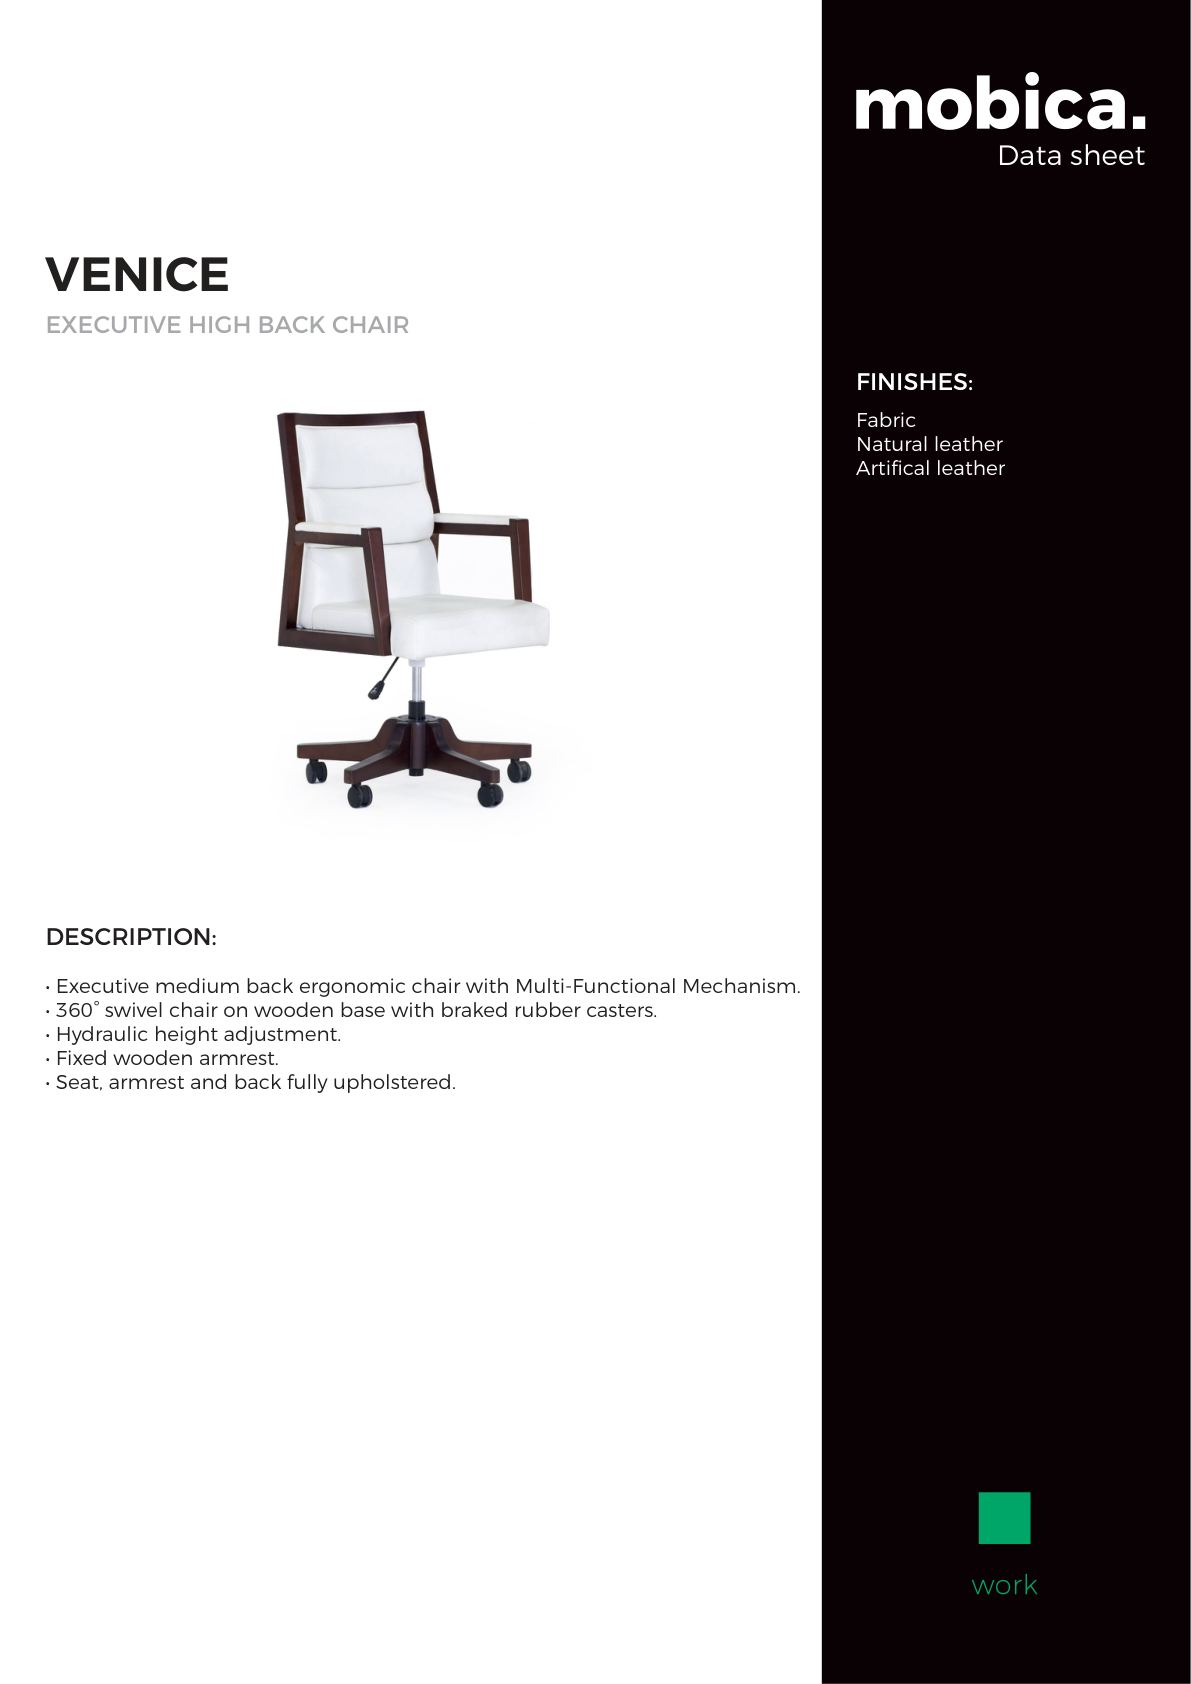 mobica.
Data sheet
VENICE
EXECUTIVE HIGH BACK CHAIR
FINISHES:
Fabric
Natural leather
Artifical leather
DESCRIPTION:
• Executive medium back ergonomic chair with Multi-Functional Mechanism.
• 360° swivel chair on wooden base with braked rubber casters.
• Hydraulic height adjustment.
• Fixed wooden armrest.
• Seat, armrest and back fully upholstered.
work